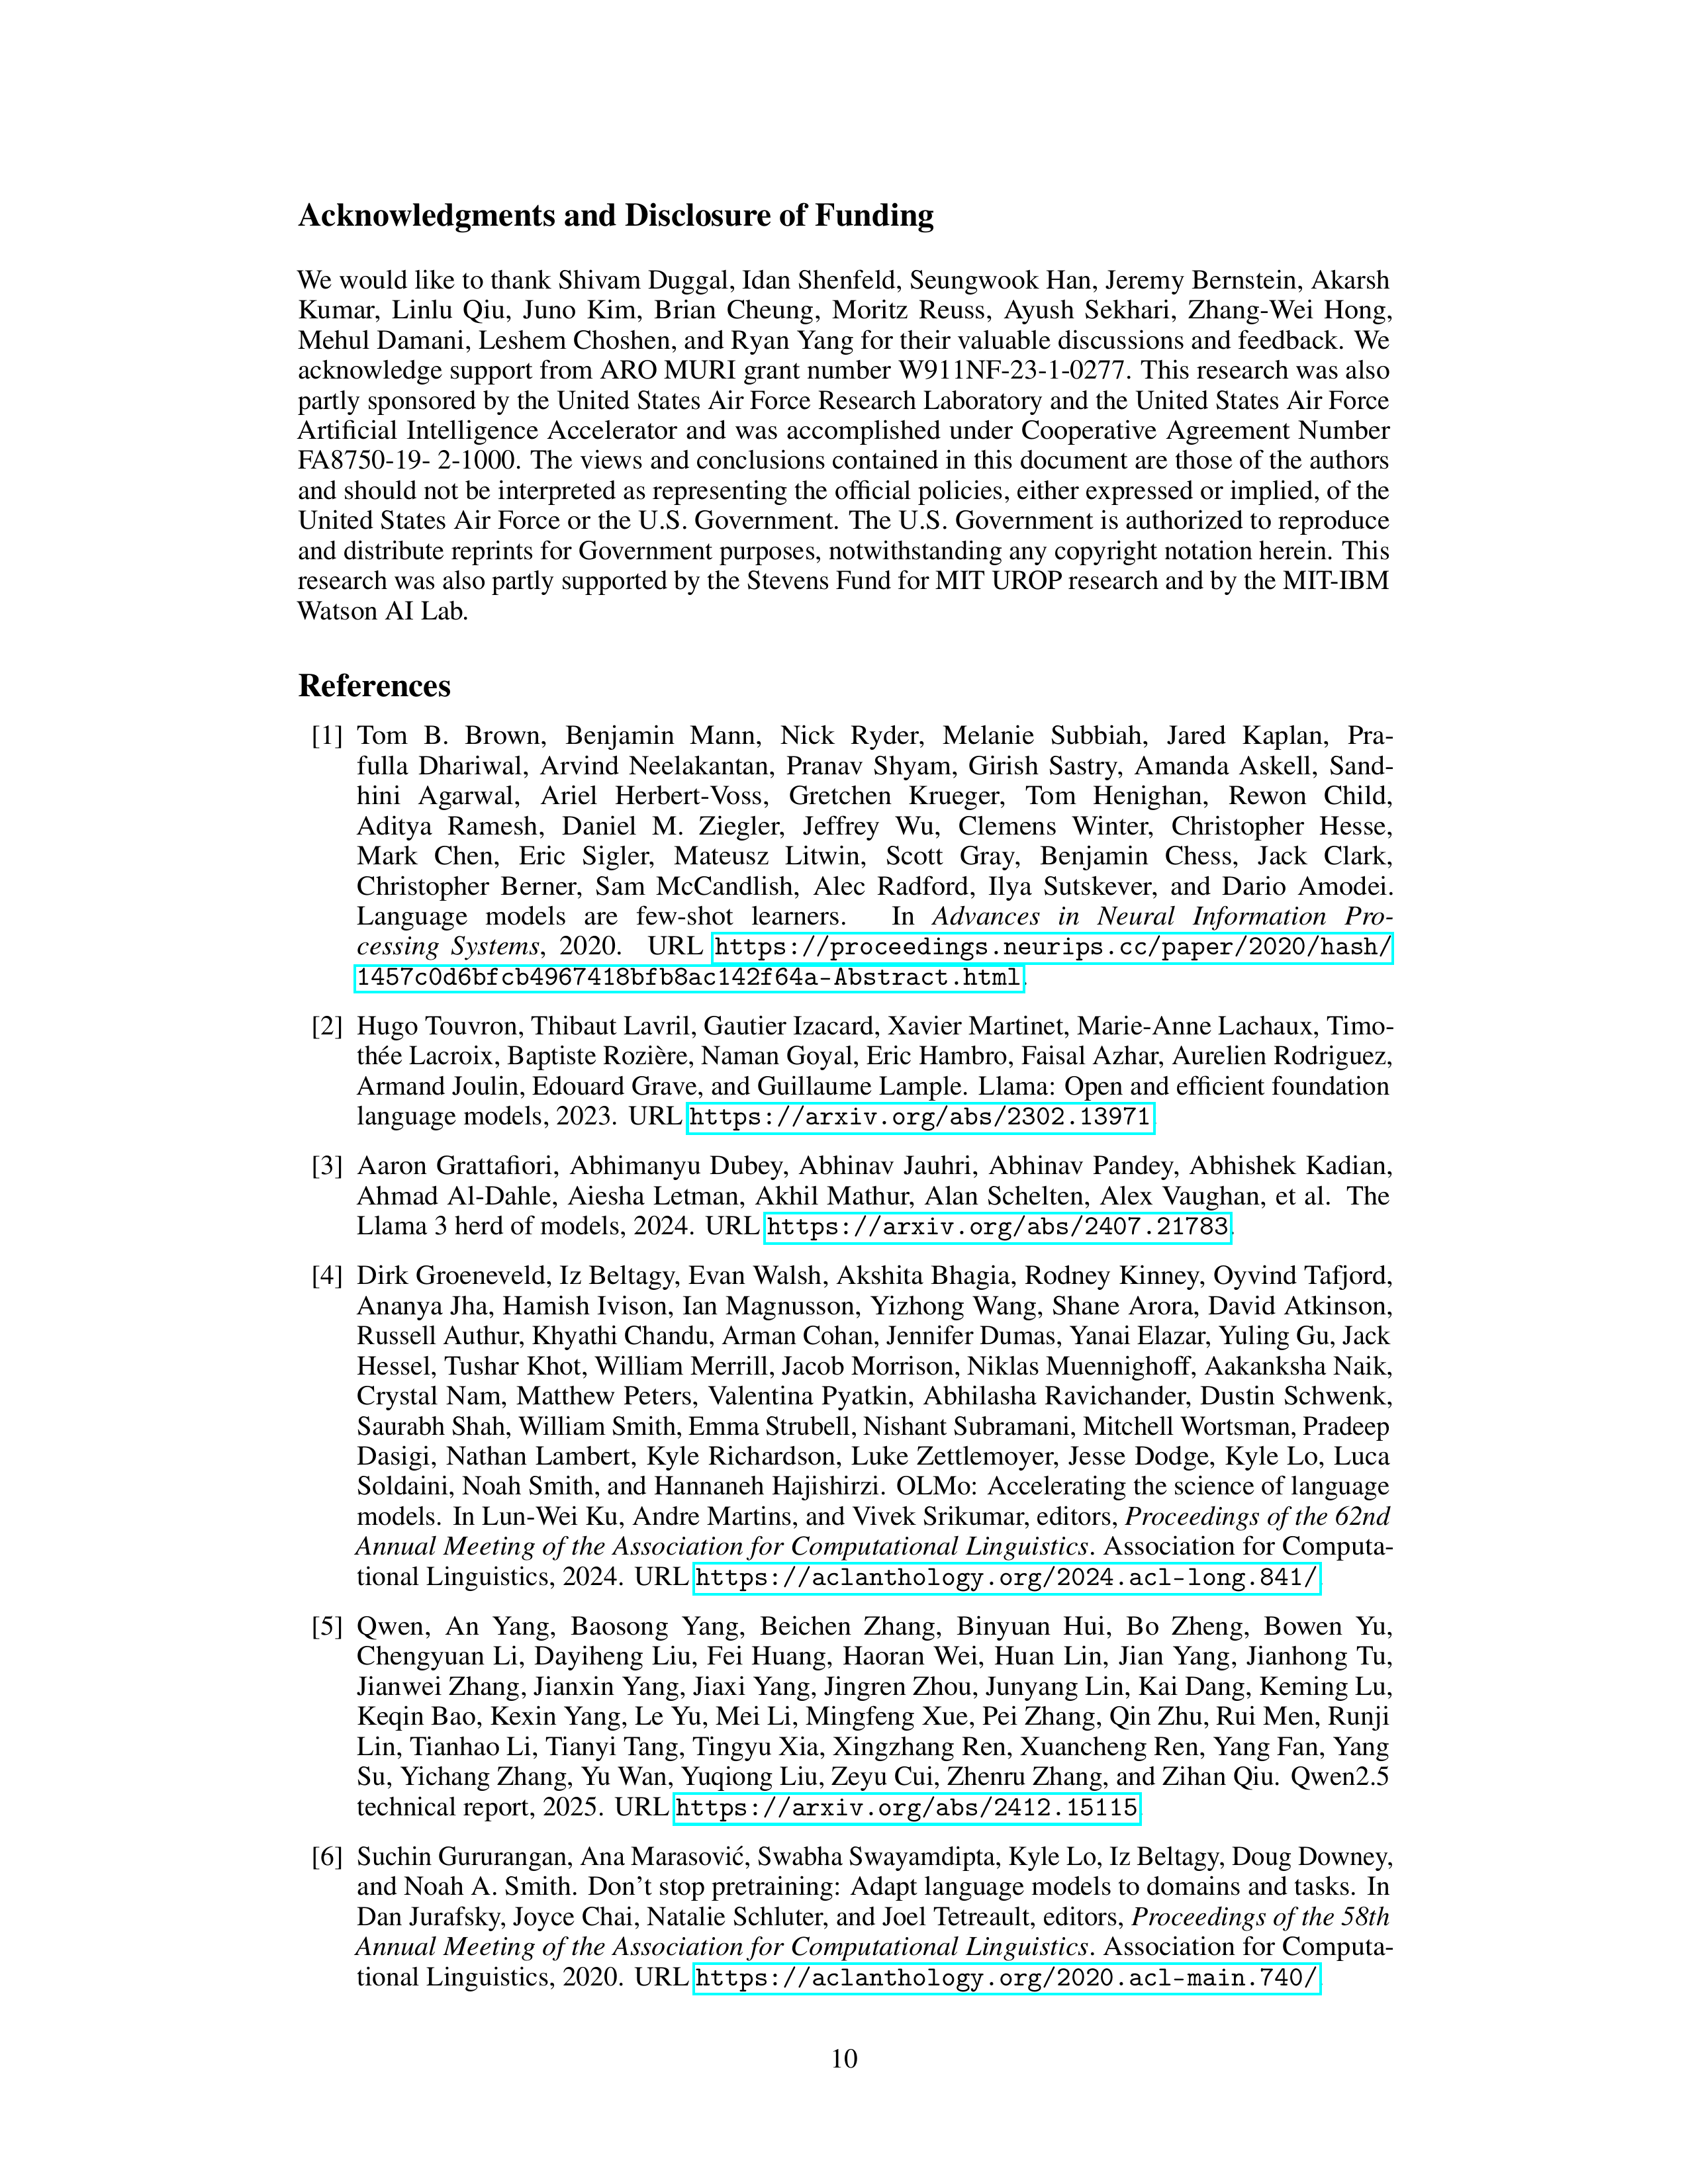 Acknowledgments and Disclosure of Funding
We would like to thank Shivam Duggal, Idan Shenfeld, Seungwook Han, Jeremy Bernstein, Akarsh
Kumar, Linlu Qiu, Juno Kim, Brian Cheung, Moritz Reuss, Ayush Sekhari, Zhang-Wei Hong,
Mehul Damani, Leshem Choshen, and Ryan Yang for their valuable discussions and feedback. We
acknowledge support from ARO MURI grant number W911NF-23-1-0277. This research was also
partly sponsored by the United States Air Force Research Laboratory and the United States Air Force
Artificial Intelligence Accelerator and was accomplished under Cooperative Agreement Number
FA8750-19- 2-1000. The views and conclusions contained in this document are those of the authors
and should not be interpreted as representing the official policies, either expressed or implied, of the
United States Air Force or the U.S. Government. The U.S. Government is authorized to reproduce
and distribute reprints for Government purposes, notwithstanding any copyright notation herein. This
research was also partly supported by the Stevens Fund for MIT UROP research and by the MIT-IBM
Watson AI Lab.
References
[1] Tom B. Brown, Benjamin Mann, Nick Ryder, Melanie Subbiah, Jared Kaplan, Pra-
fulla Dhariwal, Arvind Neelakantan, Pranav Shyam, Girish Sastry, Amanda Askell, Sand-
hini Agarwal, Ariel Herbert-Voss, Gretchen Krueger, Tom Henighan, Rewon Child,
Aditya Ramesh, Daniel M. Ziegler, Jeffrey Wu, Clemens Winter, Christopher Hesse,
Mark Chen, Eric Sigler, Mateusz Litwin, Scott Gray, Benjamin Chess, Jack Clark,
Christopher Berner, Sam McCandlish, Alec Radford, Ilya Sutskever, and Dario Amodei.
Language models are few-shot learners. In Advances in Neural Information Pro-
cessing Systems, 2020. URL https://proceedings.neurips.cc/paper/2020/hash/
1457c0d6bfcb4967418bfb8ac142f64a-Abstract.html.
[2] Hugo Touvron, Thibaut Lavril, Gautier Izacard, Xavier Martinet, Marie-Anne Lachaux, Timo-
thée Lacroix, Baptiste Rozière, Naman Goyal, Eric Hambro, Faisal Azhar, Aurelien Rodriguez,
Armand Joulin, Edouard Grave, and Guillaume Lample. Llama: Open and efficient foundation
language models, 2023. URL https://arxiv.org/abs/2302.13971.
[3] Aaron Grattafiori, Abhimanyu Dubey, Abhinav Jauhri, Abhinav Pandey, Abhishek Kadian,
Ahmad Al-Dahle, Aiesha Letman, Akhil Mathur, Alan Schelten, Alex Vaughan, et al. The
Llama 3 herd of models, 2024. URL https://arxiv.org/abs/2407.21783.
[4] Dirk Groeneveld, Iz Beltagy, Evan Walsh, Akshita Bhagia, Rodney Kinney, Oyvind Tafjord,
Ananya Jha, Hamish Ivison, Ian Magnusson, Yizhong Wang, Shane Arora, David Atkinson,
Russell Authur, Khyathi Chandu, Arman Cohan, Jennifer Dumas, Yanai Elazar, Yuling Gu, Jack
Hessel, Tushar Khot, William Merrill, Jacob Morrison, Niklas Muennighoff, Aakanksha Naik,
Crystal Nam, Matthew Peters, Valentina Pyatkin, Abhilasha Ravichander, Dustin Schwenk,
Saurabh Shah, William Smith, Emma Strubell, Nishant Subramani, Mitchell Wortsman, Pradeep
Dasigi, Nathan Lambert, Kyle Richardson, Luke Zettlemoyer, Jesse Dodge, Kyle Lo, Luca
Soldaini, Noah Smith, and Hannaneh Hajishirzi. OLMo: Accelerating the science of language
models. In Lun-Wei Ku, Andre Martins, and Vivek Srikumar, editors, Proceedings of the 62nd
Annual Meeting of the Association for Computational Linguistics. Association for Computa-
tional Linguistics, 2024. URL https://aclanthology.org/2024.acl-long.841/.
[5] Qwen, An Yang, Baosong Yang, Beichen Zhang, Binyuan Hui, Bo Zheng, Bowen Yu,
Chengyuan Li, Dayiheng Liu, Fei Huang, Haoran Wei, Huan Lin, Jian Yang, Jianhong Tu,
Jianwei Zhang, Jianxin Yang, Jiaxi Yang, Jingren Zhou, Junyang Lin, Kai Dang, Keming Lu,
Keqin Bao, Kexin Yang, Le Yu, Mei Li, Mingfeng Xue, Pei Zhang, Qin Zhu, Rui Men, Runji
Lin, Tianhao Li, Tianyi Tang, Tingyu Xia, Xingzhang Ren, Xuancheng Ren, Yang Fan, Yang
Su, Yichang Zhang, Yu Wan, Yuqiong Liu, Zeyu Cui, Zhenru Zhang, and Zihan Qiu. Qwen2.5
technical report, 2025. URL https://arxiv.org/abs/2412.15115.
[6] Suchin Gururangan, Ana Marasović, Swabha Swayamdipta, Kyle Lo, Iz Beltagy, Doug Downey,
and Noah A. Smith. Don't stop pretraining: Adapt language models to domains and tasks. In
Dan Jurafsky, Joyce Chai, Natalie Schluter, and Joel Tetreault, editors, Proceedings of the 58th
Annual Meeting of the Association for Computational Linguistics. Association for Computa-
tional Linguistics, 2020. URL https://aclanthology.org/2020.acl-main.740/.
10